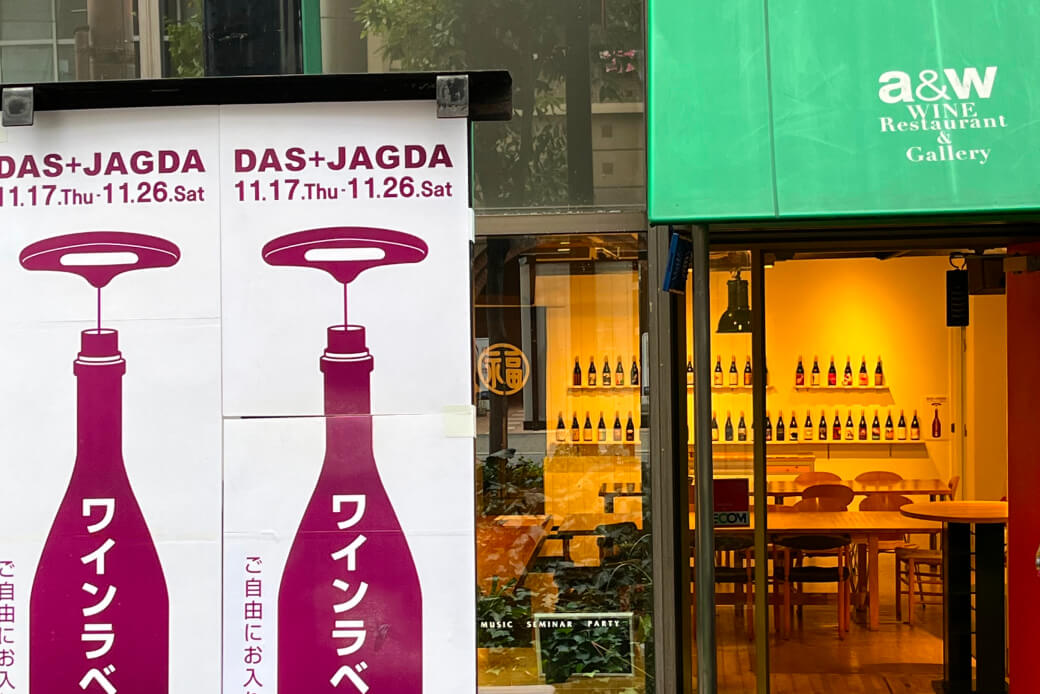 DAS+JAGDA
11.17.Thu-11.26.Sat
ワインラベ
ご自由にお入
DAS+JAGDA
11.17.Thu-11.26.Sat
ワインラベ
ご自由にお入り
福
MUSIC SEMINAR PARTY
a&w
WINE
Restaurant
&
Gallery
ECOM